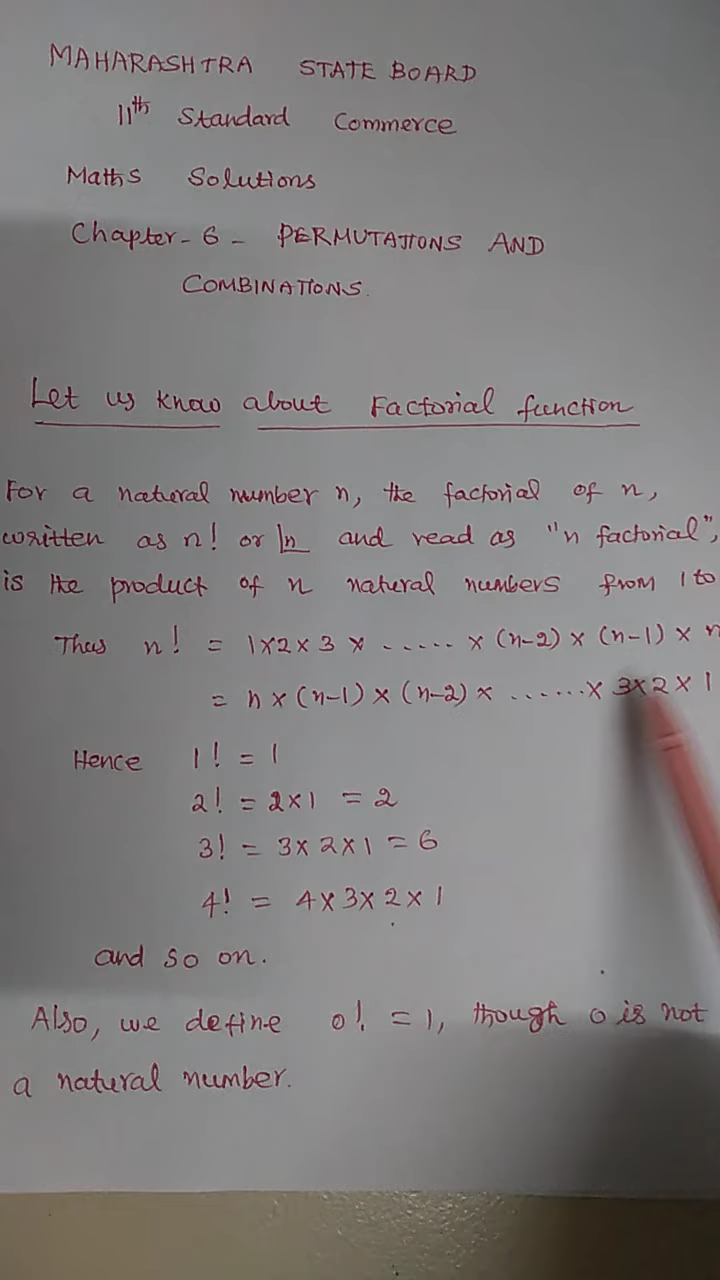 MAHARASHTRA STATE BOARD
11th Standard Commerce
Maths Solutions
Chapter-6- PERMUTATIONS AND
COMBINATIONS.
Let us know about Factorial function
For a natural number n, the factorial of n,
written as n! or |n and read as "n factorial",
is the product of n natural numbers from 1 to
Thus n! = 1×2×3 × ...... × (n-2) × (n-1) × n
= n × (n-1) × (n-2) × ...... × 3×2×1
Hence 1! = 1
2! = 2×1 = 2
3! = 3×2×1 = 6
4! = 4×3×2×1
and so on.
Also, we define 0! = 1, though 0 is not
a natural number.